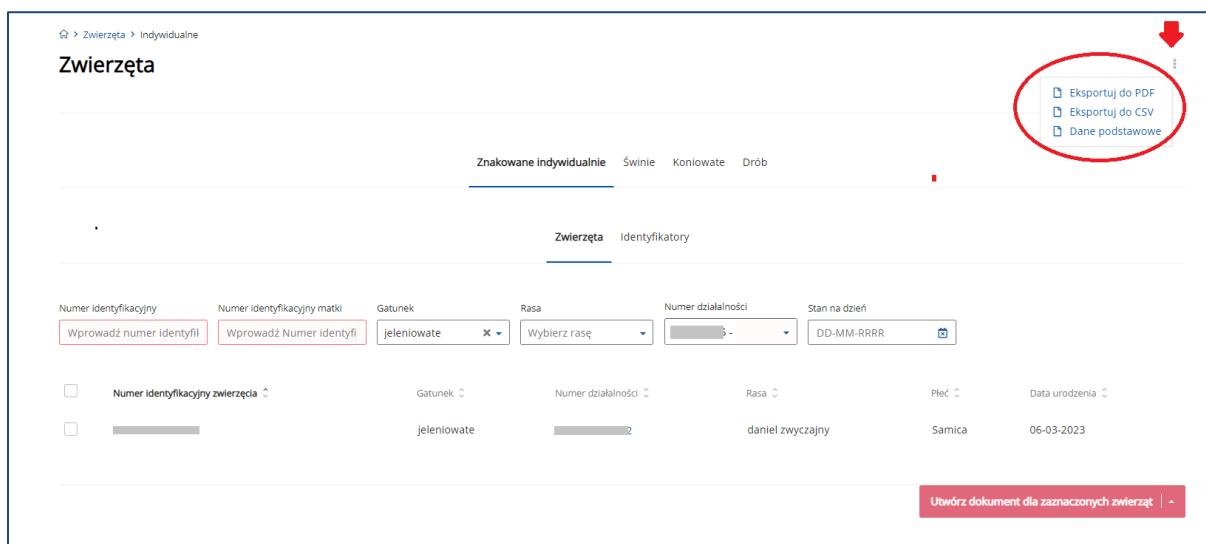 Zwierzęta > Indywidualne
Zwierzęta
Eksportuj do PDF
Eksportuj do CSV
Dane podstawowe
Znakowane indywidualnie Świnie Koniowate Drób
Zwierzęta Identyfikatory
Numer identyfikacyjny Numer identyfikacyjny matki Gatunek Rasa Numer działalności Stan na dzień
Wprowadź numer Wprowadź Numer jeleniowate Wybierz rasę - DD-MM-RRRR
Numer identyfikacyjny zwierzęcia Gatunek Numer działalności Rasa Płeć Data urodzenia
jeleniowate 2 daniel zwyczajny Samica 06-03-2023
Utwórz dokument dla zaznaczonych zwierząt